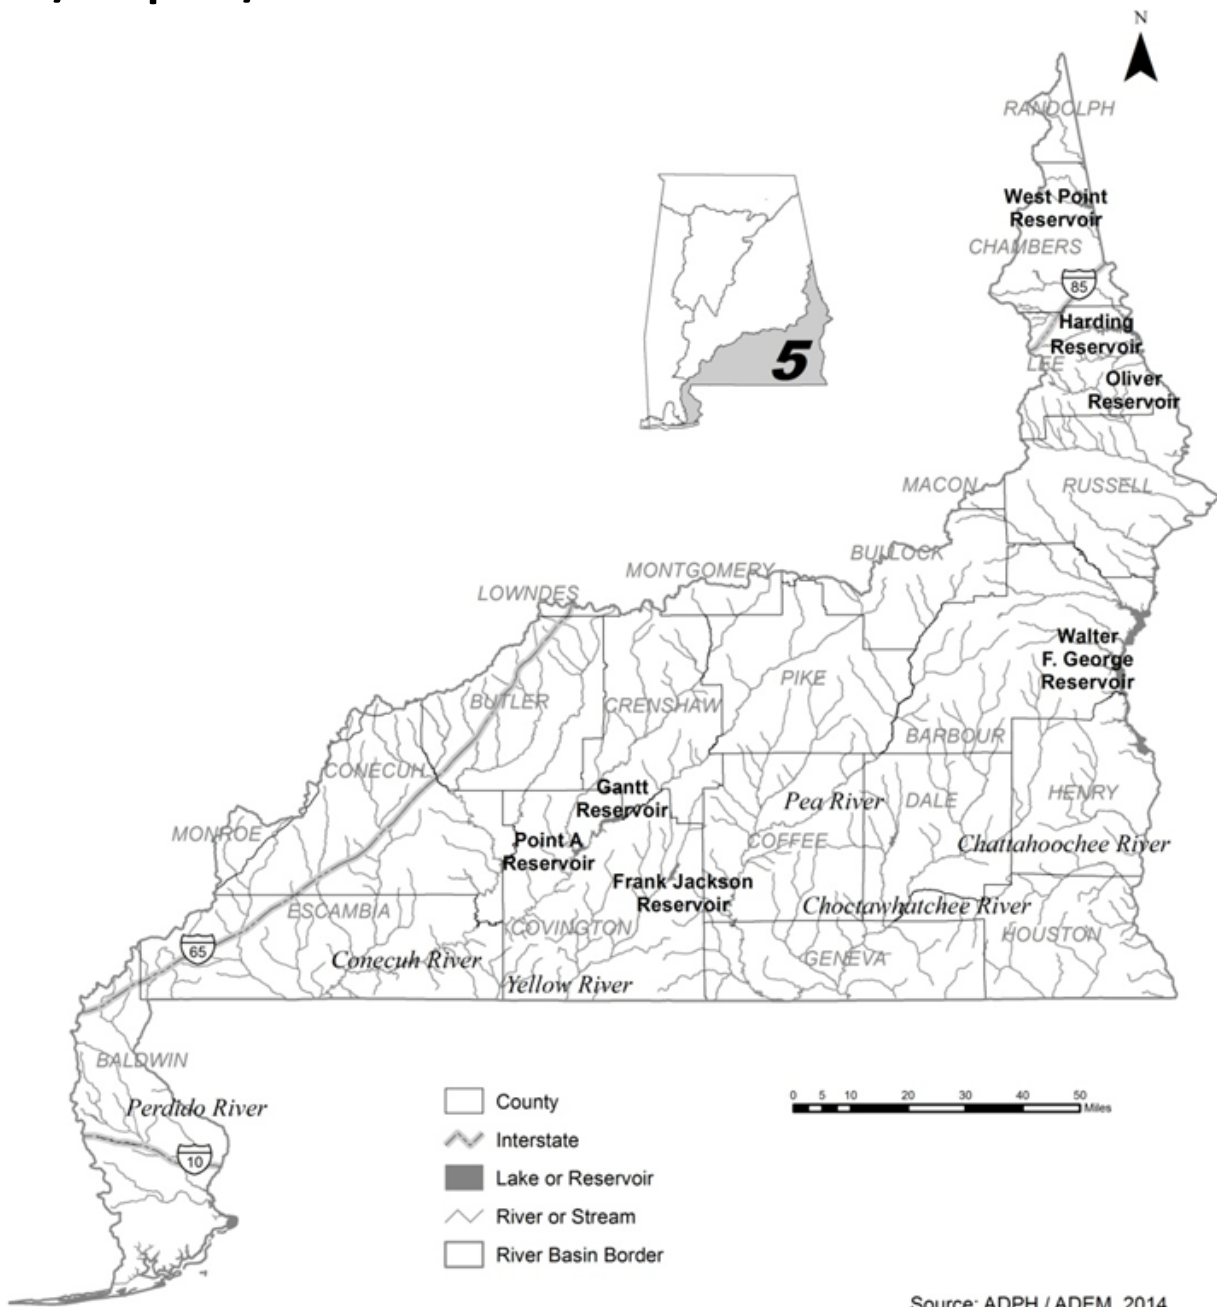 N
RANDOLPH
West Point
Reservoir
CHAMBERS
85
Harding
Reservoir
LEE
Oliver
Reservoir
5
MACON
RUSSELL
BULLOCK
MONTGOMERY
LOWNDES
Walter
F. George
Reservoir
PIKE
BUTLER
CRENSHAW
BARBOUR
CONECUH
Gantt
Reservoir
Pea River
DALE
HENRY
MONROE
Point A
Reservoir
COFFEE
Chattahoochee River
Frank Jackson
Reservoir
ESCAMBIA
Choctawhatchee River
COVINGTON
HOUSTON
65
Conecuh River
GENEVA
Yellow River
BALDWIN
Perdido River
10
County
Interstate
Lake or Reservoir
River or Stream
River Basin Border
0 5 10 20 30 40 50
Miles
Source: ADPH / ADEM, 2014